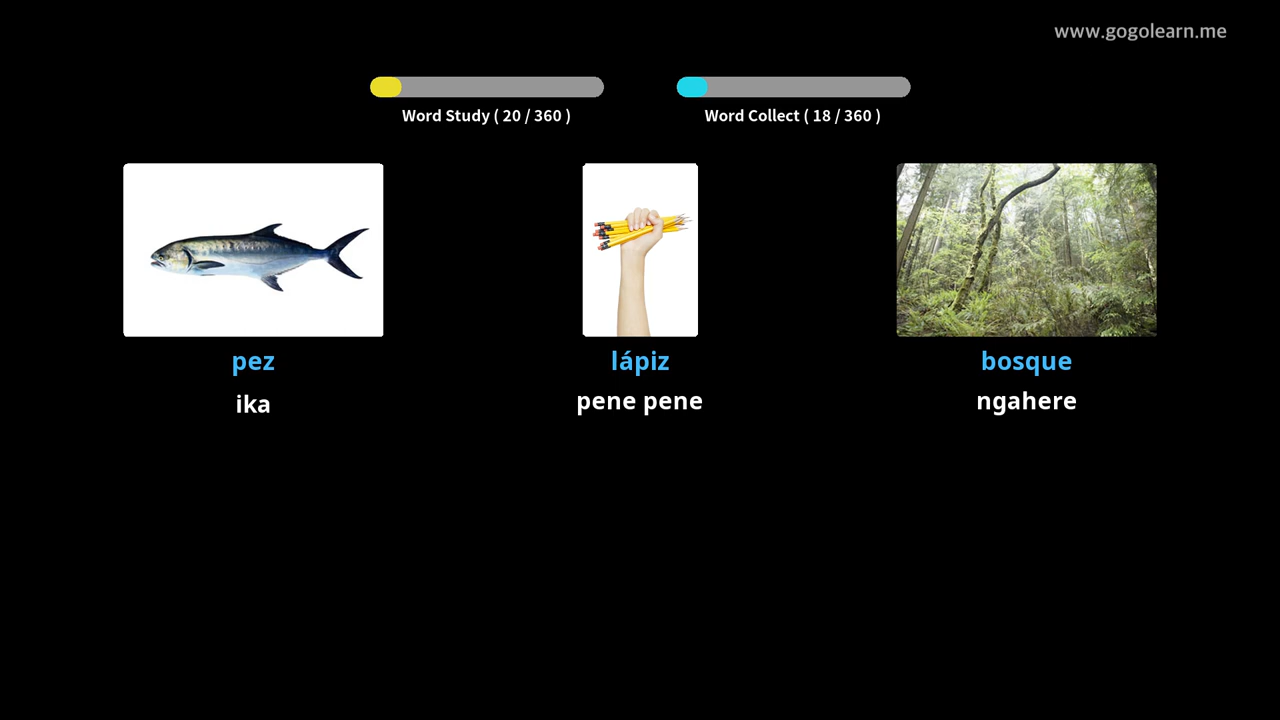 www.gogolearn.me
Word Study ( 20 / 360 )
Word Collect ( 18 / 360 )
pez
lápiz
bosque
ika
pene pene
ngahere